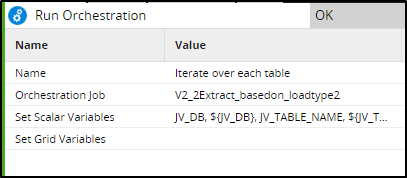 Run Orchestration OK
Name Value
Name Iterate over each table
Orchestration Job V2_2Extract_basedon_loadtype2
Set Scalar Variables JV_DB, ${JV_DB}, JV_TABLE_NAME, ${JV_T...
Set Grid Variables